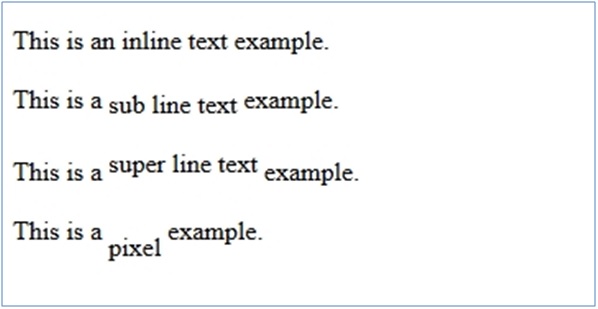 This is an inline text example.
This is a sub line text example.
This is a super line text example.
This is a pixel example.